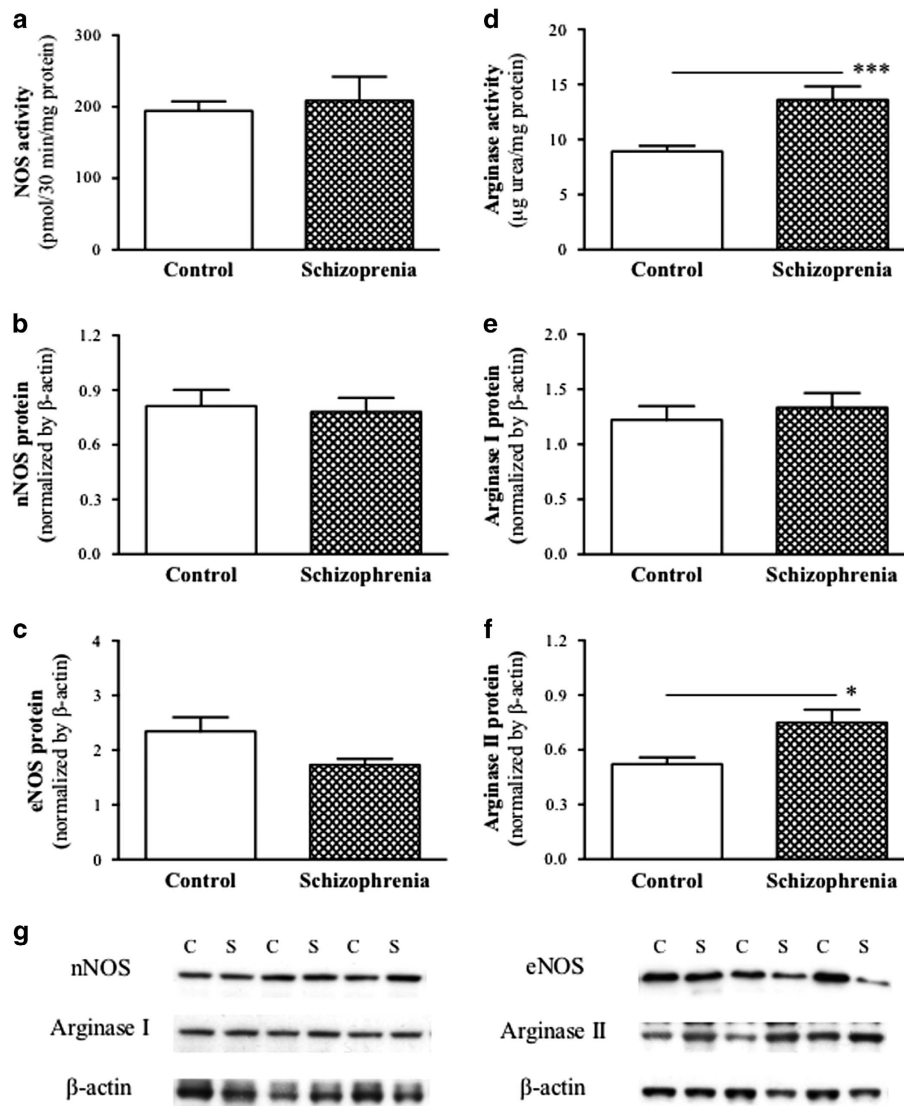 a
NOS activity
(pmol/30 min/mg protein)
300
200
100
0
Control Schizoprenia
d
Arginase activity
(µg urea/mg protein)
20
15
10
5
0
***
Control Schizophrenia
b
nNOS protein
(normalized by β-actin)
1.2
0.9
0.6
0.3
0.0
Control Schizophrenia
e
Arginase I protein
(normalized by β-actin)
2.0
1.5
1.0
0.5
0.0
Control Schizophrenia
c
eNOS protein
(normalized by β-actin)
4
3
2
1
0
Control Schizophrenia
f
Arginase II protein
(normalized by β-actin)
1.2
0.9
0.6
0.3
0.0
*
Control Schizophrenia
g
C S C S C S
nNOS
Arginase I
β-actin
C S C S C S
eNOS
Arginase II
β-actin